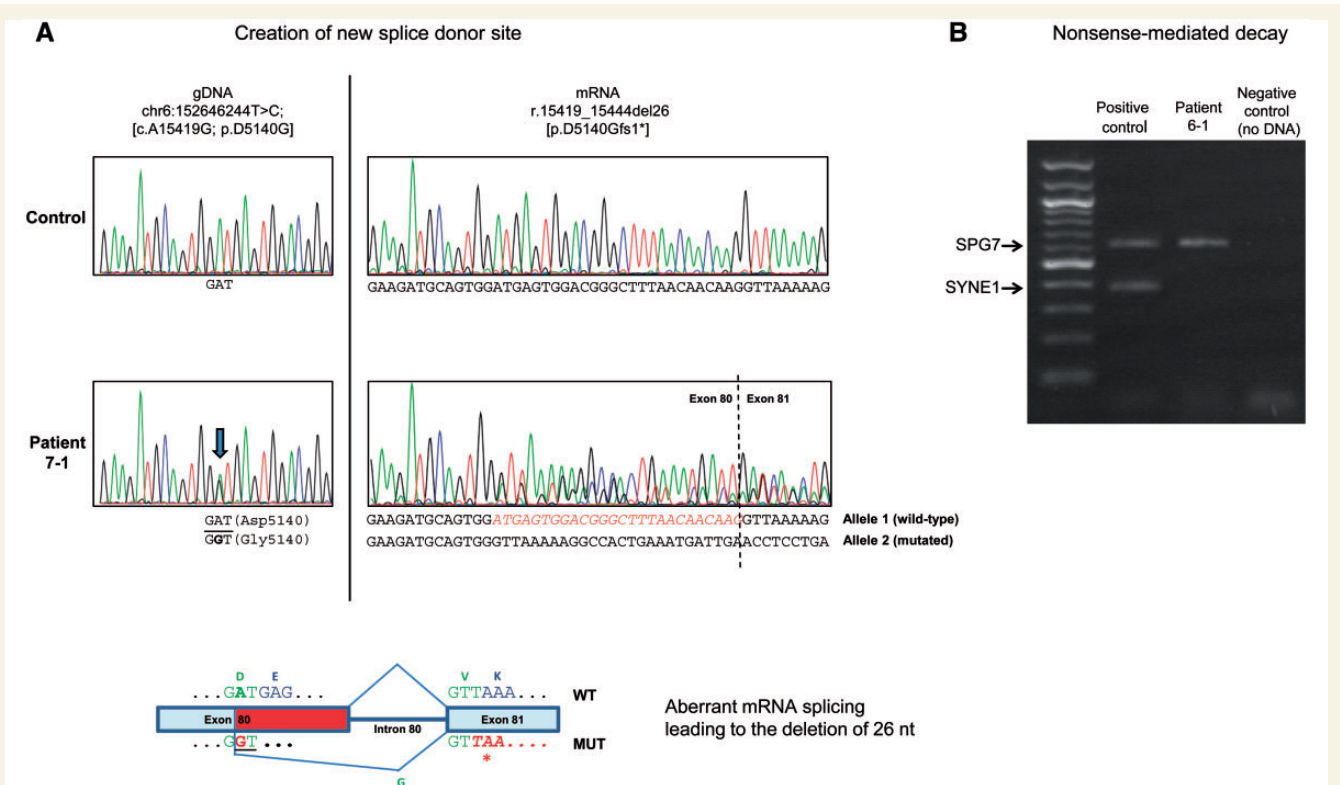 A
Creation of new splice donor site
gDNA
chr6:152646244T>C;
[c.A15419G; p.D5140G]
mRNA
r.15419_15444del26
[p.D5140Gfs1*]
Control
GAT
GAAGATGCAGTGGATGAGTGGACGGGCTTTAACAACAAGGTTAAAAAG
Patient
7-1
Exon 80
Exon 81
GAT(Asp5140)
GGT(Gly5140)
GAAGATGCAGTGGATGAGTGGACGGGCTTTAACAACAAGGTTAAAAAG
Allele 1 (wild-type)
GAAGATGCAGTGGGTTAAAAAGGCCACTGAAATGATTGAACCTCCTGA
Allele 2 (mutated)
D E
V K
...GATGAG...
GTTAAA...
WT
Exon 80
Intron 80
Exon 81
...GGT...
GTTAA....
MUT
*
G
Aberrant mRNA splicing
leading to the deletion of 26 nt
B
Nonsense-mediated decay
Positive
control
Patient
6-1
Negative
control
(no DNA)
SPG7
SYNE1